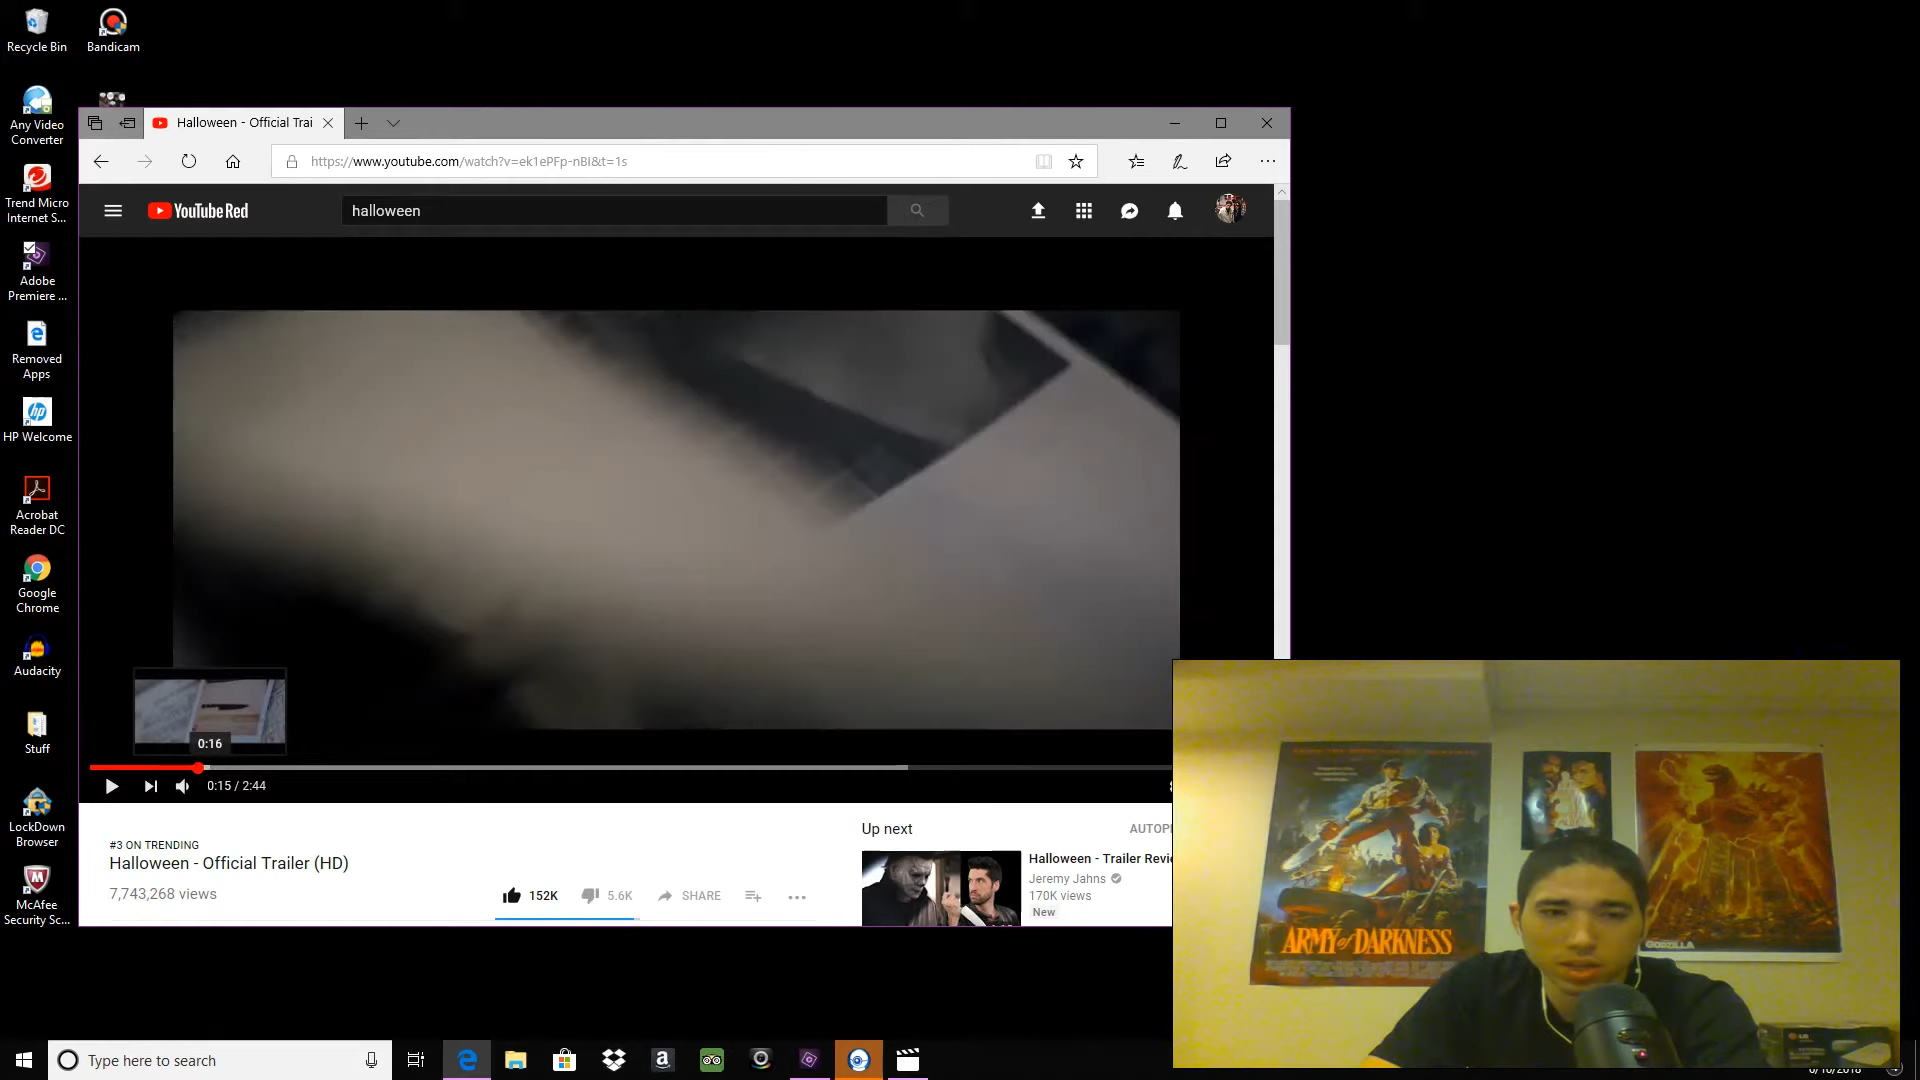 Recycle Bin
Bandicam
Any Video
Converter
Trend Micro
Internet S...
Adobe
Premiere ...
Removed
Apps
HP Welcome
Acrobat
Reader DC
Google
Chrome
Audacity
Stuff
LockDown
Browser
McAfee
Security Sc...
Halloween - Official Trai
https://www.youtube.com/watch?v=ek1ePFp-nBI&t=1s
YouTube Red
halloween
0:16
0:15 / 2:44
#3 ON TRENDING
Halloween - Official Trailer (HD)
7,743,268 views
152K
5.6K
SHARE
Up next
Halloween - Trailer Revie
Jeremy Jahns
170K views
New
ARMY of DARKNESS
GODZILLA
Type here to search